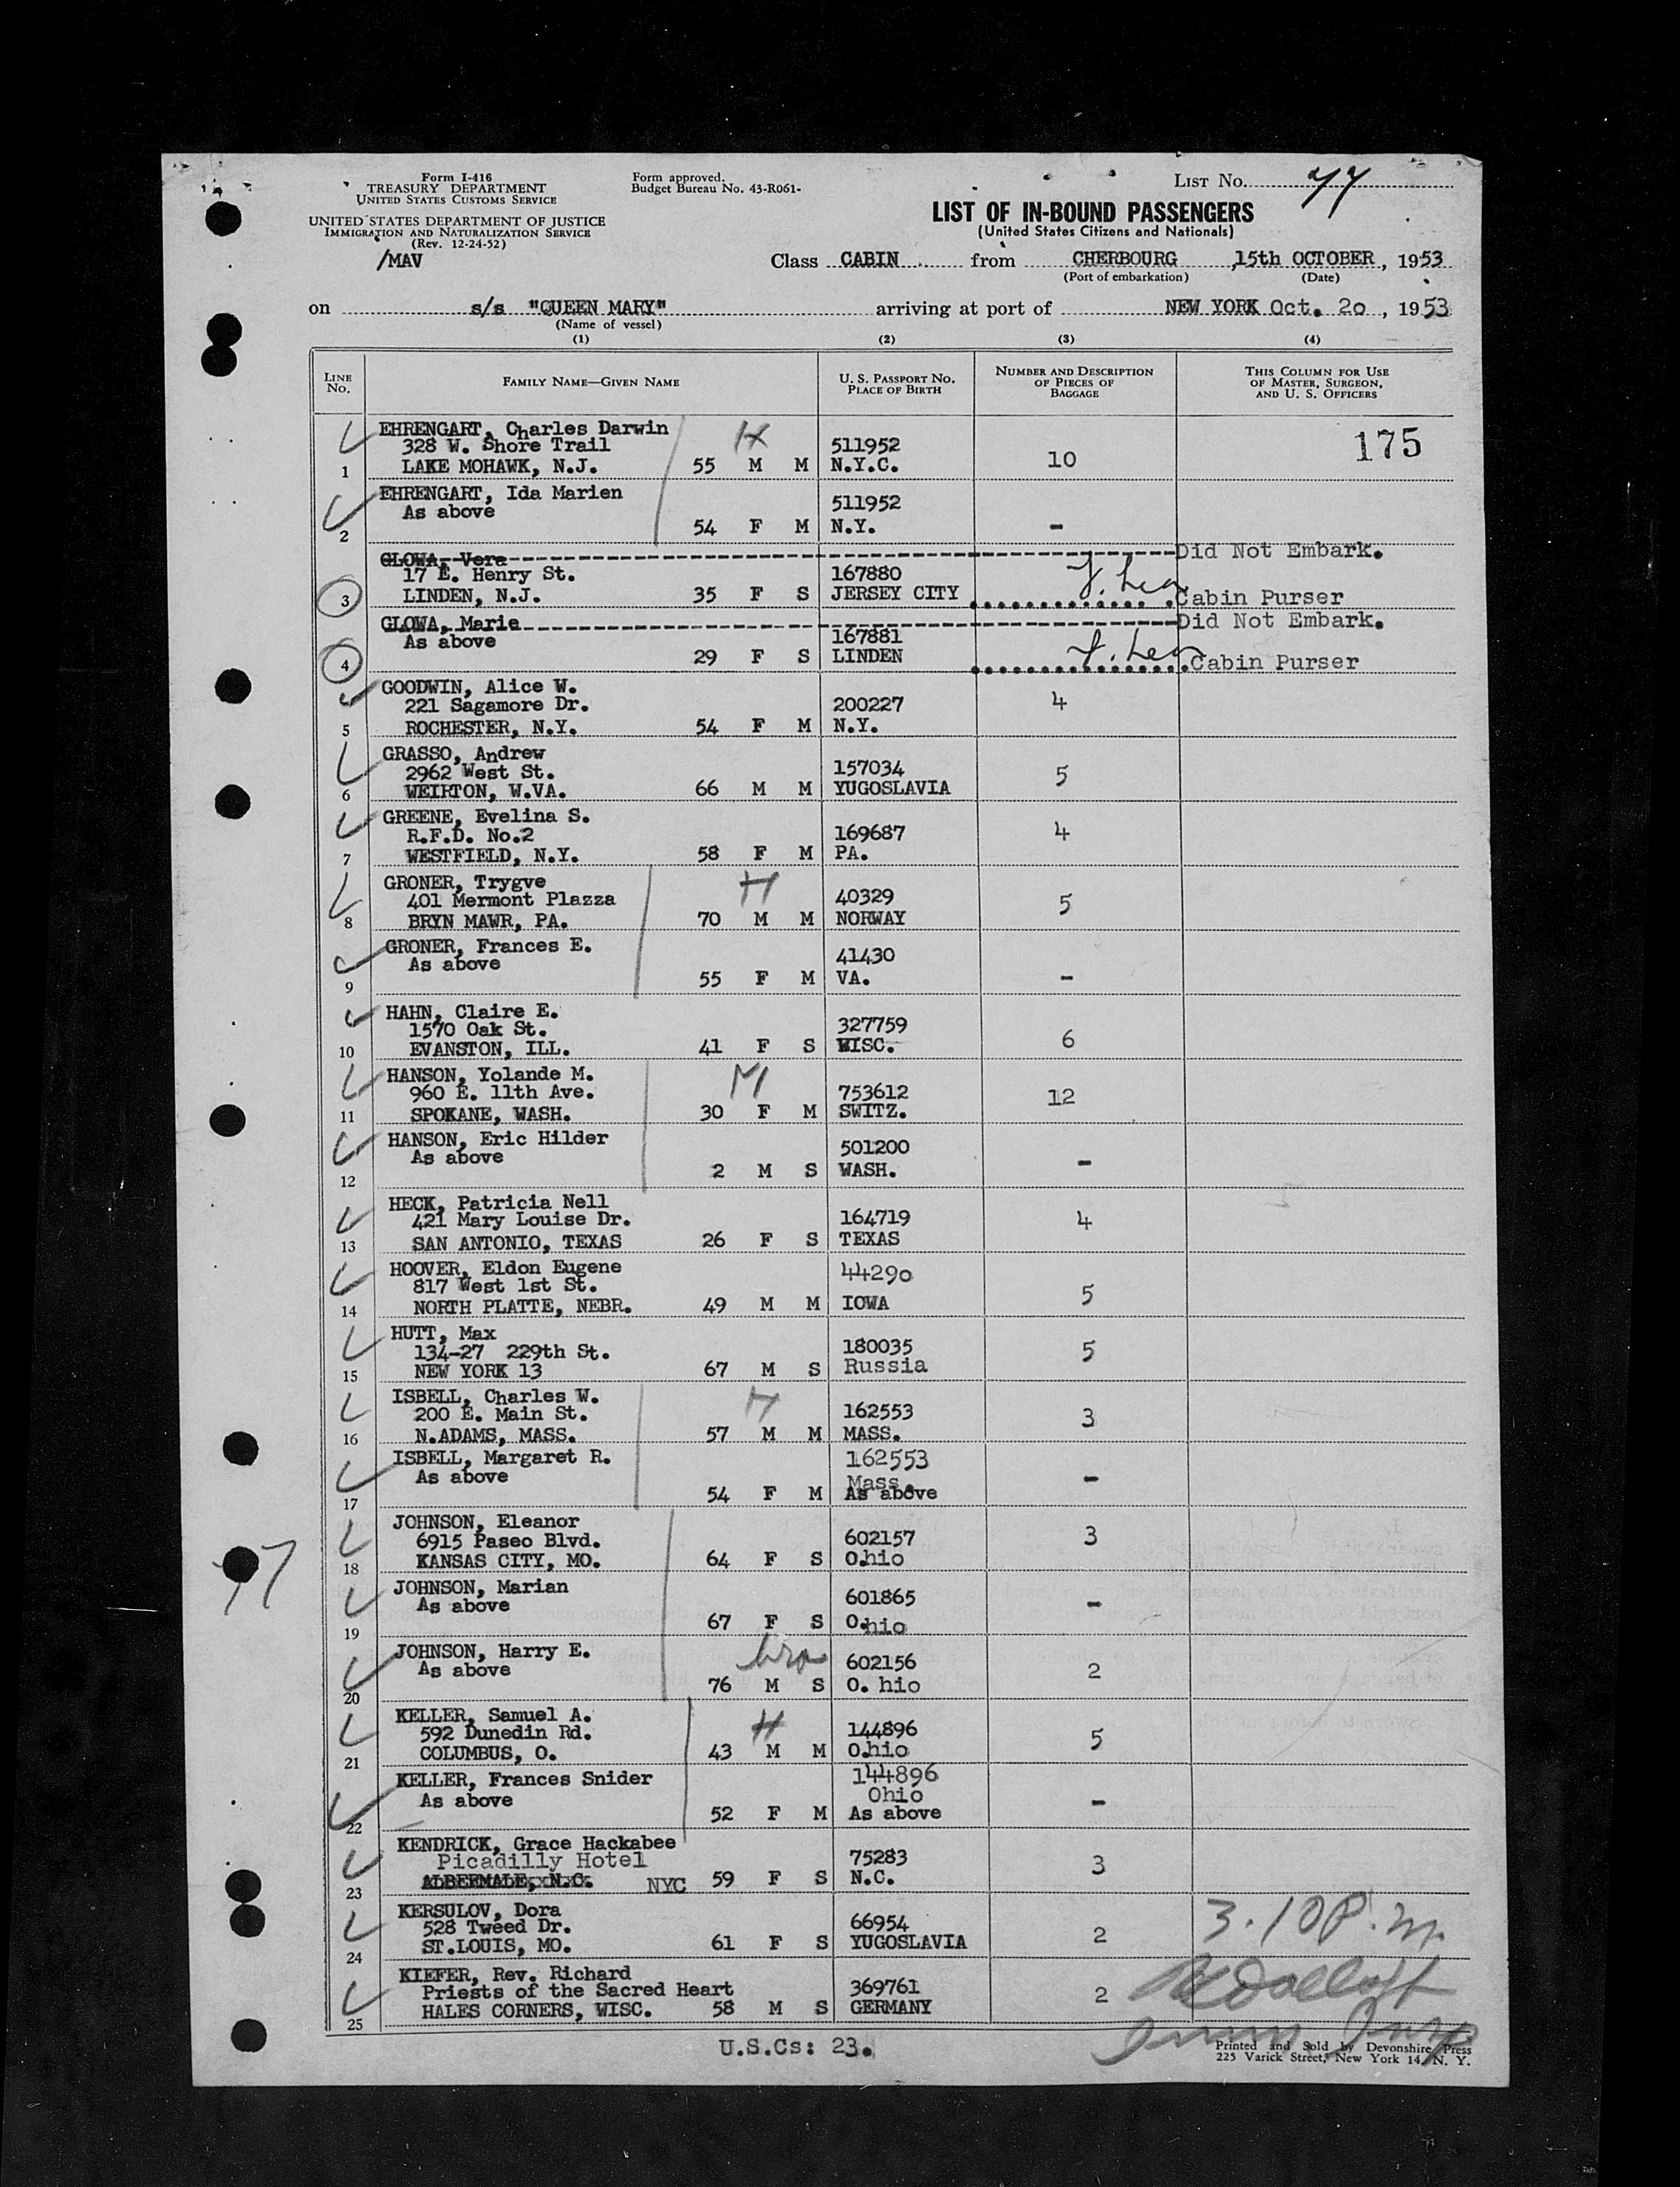 Form I-416
TREASURY DEPARTMENT
UNITED STATES CUSTOMS SERVICE
UNITED STATES DEPARTMENT OF JUSTICE
IMMIGRATION AND NATURALIZATION SERVICE
(Rev. 12-24-52)
/MAV
Form approved.
Budget Bureau No. 43-R061-
LIST No. 77
LIST OF IN-BOUND PASSENGERS
(United States Citizens and Nationals)
Class CABIN from CHERBOURG, 15th OCTOBER, 1953
(Port of embarkation) (Date)
on s/s "QUEEN MARY" arriving at port of NEW YORK Oct. 20, 1953
(Name of vessel)
(1) (2) (3) (4)
LINE No. FAMILY NAME—GIVEN NAME U. S. PASSPORT No. PLACE OF BIRTH NUMBER AND DESCRIPTION OF PIECES OF BAGGAGE THIS COLUMN FOR USE OF MASTER, SURGEON, AND U. S. OFFICERS
EHRENGART, Charles Darwin H
328 W. Shore Trail 511952 175
1 LAKE MOHAWK, N.J. 55 M M N.Y.C. 10
EHRENGART, Ida Marien 511952
As above
2 54 F M N.Y. -
GLOWA, Vera Did Not Embark.
17 E. Henry St. 167880
3 LINDEN, N.J. 35 F S JERSEY CITY Cabin Purser
GLOWA, Marie Did Not Embark.
As above 167881
4 29 F S LINDEN Cabin Purser
GOODWIN, Alice W.
221 Sagamore Dr. 200227 4
5 ROCHESTER, N.Y. 54 F M N.Y.
GRASSO, Andrew
2962 West St. 157034 5
6 WEIRTON, W.VA. 66 M M YUGOSLAVIA
GREENE, Evelina S.
R.F.D. No.2 169687 4
7 WESTFIELD, N.Y. 58 F M PA.
GRONER, Trygve H
401 Mermont Plazza 40329 5
8 BRYN MAWR, PA. 70 M M NORWAY
GRONER, Frances E. 41430
As above
9 55 F M VA. -
HAHN, Claire E.
1570 Oak St. 327759
10 EVANSTON, ILL. 41 F S WISC. 6
HANSON, Yolande M. M
960 E. 11th Ave. 753612 12
11 SPOKANE, WASH. 30 F M SWITZ.
HANSON, Eric Hilder 501200
As above
12 2 M S WASH. -
HECK, Patricia Nell
421 Mary Louise Dr. 164719 4
13 SAN ANTONIO, TEXAS 26 F S TEXAS
HOOVER, Eldon Eugene 44290
817 West 1st St.
14 NORTH PLATTE, NEBR. 49 M M IOWA 5
HUTT, Max
134-27 229th St. 180035 5
15 NEW YORK 13 67 M S Russia
ISBELL, Charles W. H
200 E. Main St. 162553 3
16 N.ADAMS, MASS. 57 M M MASS.
ISBELL, Margaret R. 162553
As above Mass.
17 54 F M As above -
JOHNSON, Eleanor
6915 Paseo Blvd. 602157 3
18 KANSAS CITY, MO. 64 F S Ohio
77
JOHNSON, Marian 601865
As above
19 67 F S Ohio -
JOHNSON, Harry E. bro 602156
As above 2
20 76 M S O. hio
KELLER, Samuel A. H
592 Dunedin Rd. 144896 5
21 COLUMBUS, O. 43 M M Ohio
KELLER, Frances Snider 144896
As above Ohio
22 52 F M As above -
KENDRICK, Grace Hackabee 75283
Picadilly Hotel 3
23 ALBERMALE, N.C. NYC 59 F S N.C.
KERSULOV, Dora 3.10 P.m.
528 Tweed Dr. 66954 2
24 ST.LOUIS, MO. 61 F S YUGOSLAVIA
KIEFER, Rev. Richard
Priests of the Sacred Heart 369761 2
25 HALES CORNERS, WISC. 58 M S GERMANY
U.S.Cs: 23.
Printed and Sold by Devonshire Press
225 Varick Street, New York 14, N. Y.